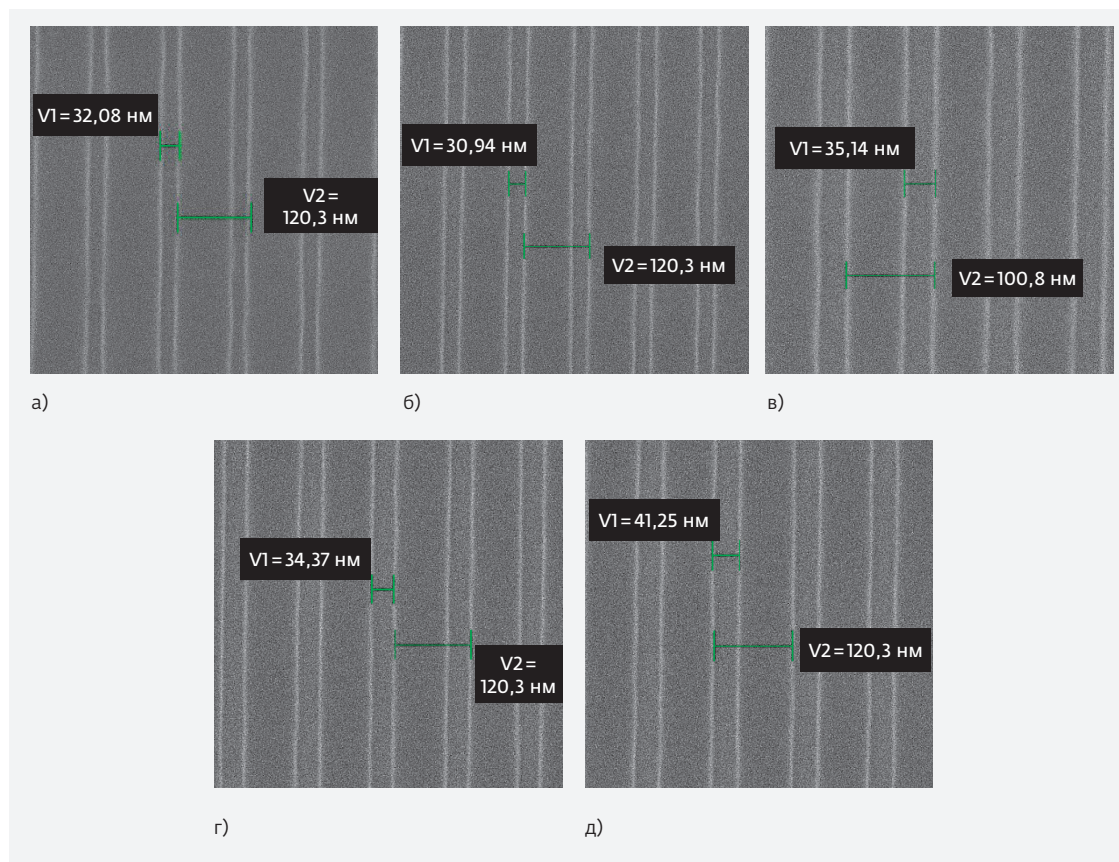 V1=32,08 нм
V2=
120,3 нм
V1=30,94 нм
V2=120,3 нм
V1=35,14 нм
V2=100,8 нм
а)
б)
в)
V1=34,37 нм
V2=
120,3 нм
V1=41,25 нм
V2=120,3 нм
г)
д)